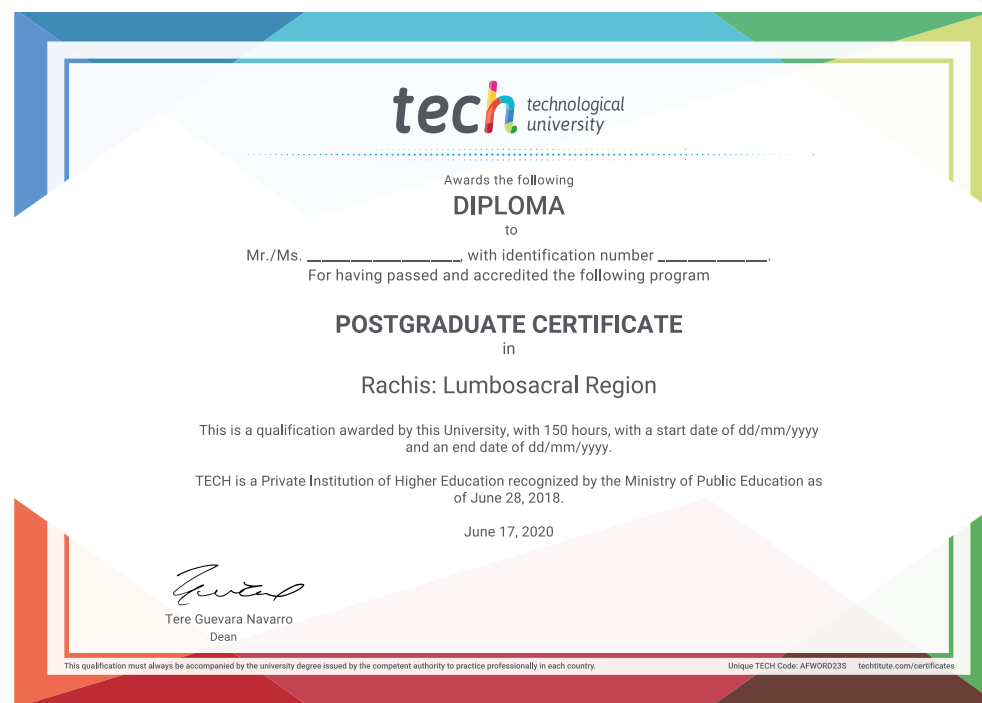 tech technological
university
Awards the following
DIPLOMA
to
Mr./Ms. ____________________, with identification number ______________.
For having passed and accredited the following program
POSTGRADUATE CERTIFICATE
in
Rachis: Lumbosacral Region
This is a qualification awarded by this University, with 150 hours, with a start date of dd/mm/yyyy
and an end date of dd/mm/yyyy.
TECH is a Private Institution of Higher Education recognized by the Ministry of Public Education as
of June 28, 2018.
June 17, 2020
Tere Guevara Navarro
Dean
This qualification must always be accompanied by the university degree issued by the competent authority to practice professionally in each country.
Unique TECH Code: AFWORD23S techtitute.com/certificates